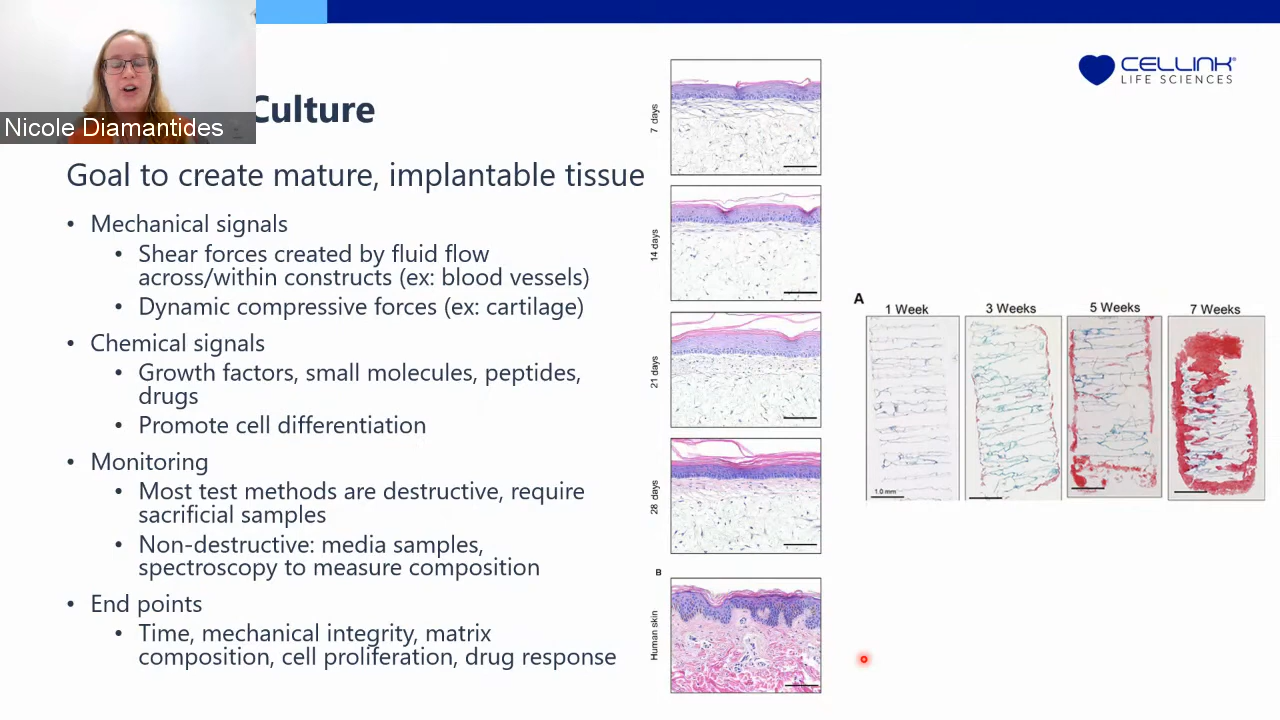 Nicole Diamantides
Culture
CELLINK
LIFE SCIENCES
Goal to create mature, implantable tissue
• Mechanical signals
• Shear forces created by fluid flow
across/within constructs (ex: blood vessels)
• Dynamic compressive forces (ex: cartilage)
• Chemical signals
• Growth factors, small molecules, peptides,
drugs
• Promote cell differentiation
• Monitoring
• Most test methods are destructive, require
sacrificial samples
• Non-destructive: media samples,
spectroscopy to measure composition
• End points
• Time, mechanical integrity, matrix
composition, cell proliferation, drug response
7 days
14 days
21 days
28 days
B
Human skin
A
1 Week
3 Weeks
5 Weeks
7 Weeks
1.0 mm